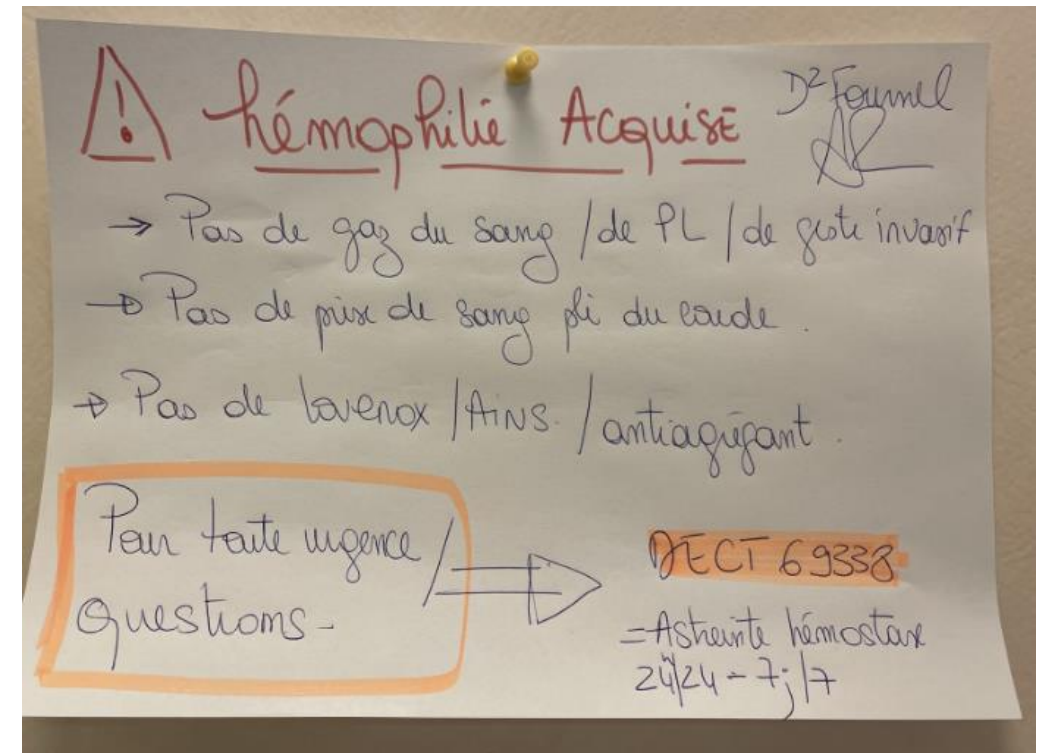 ! hémophilie Acquise
Dr Fournel
→ Pas de gaz du sang / de PL / de geste invasif
→ Pas de prise de sang pli du coude.
→ Pas de lovenox / AiNS. / antiagrégant.
Pour toute urgence /
questions -
DECT 69338
= Astreinte hémostase
24h/24 - 7j/7